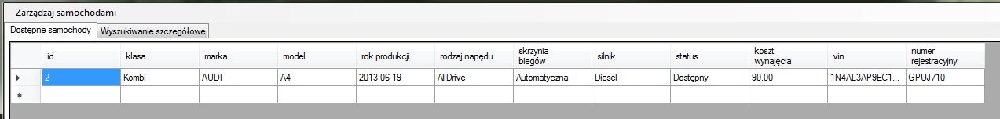 Zarządzaj samochodami
Dostępne samochody Wyszukiwanie szczegółowe
id klasa marka model rok produkcji rodzaj napędu skrzynia biegów silnik status koszt wynajęcia vin numer rejestracyjny
2 Kombi AUDI A4 2013-06-19 AllDrive Automatyczna Diesel Dostępny 90,00 1N4AL3AP9EC1... GPUJ710